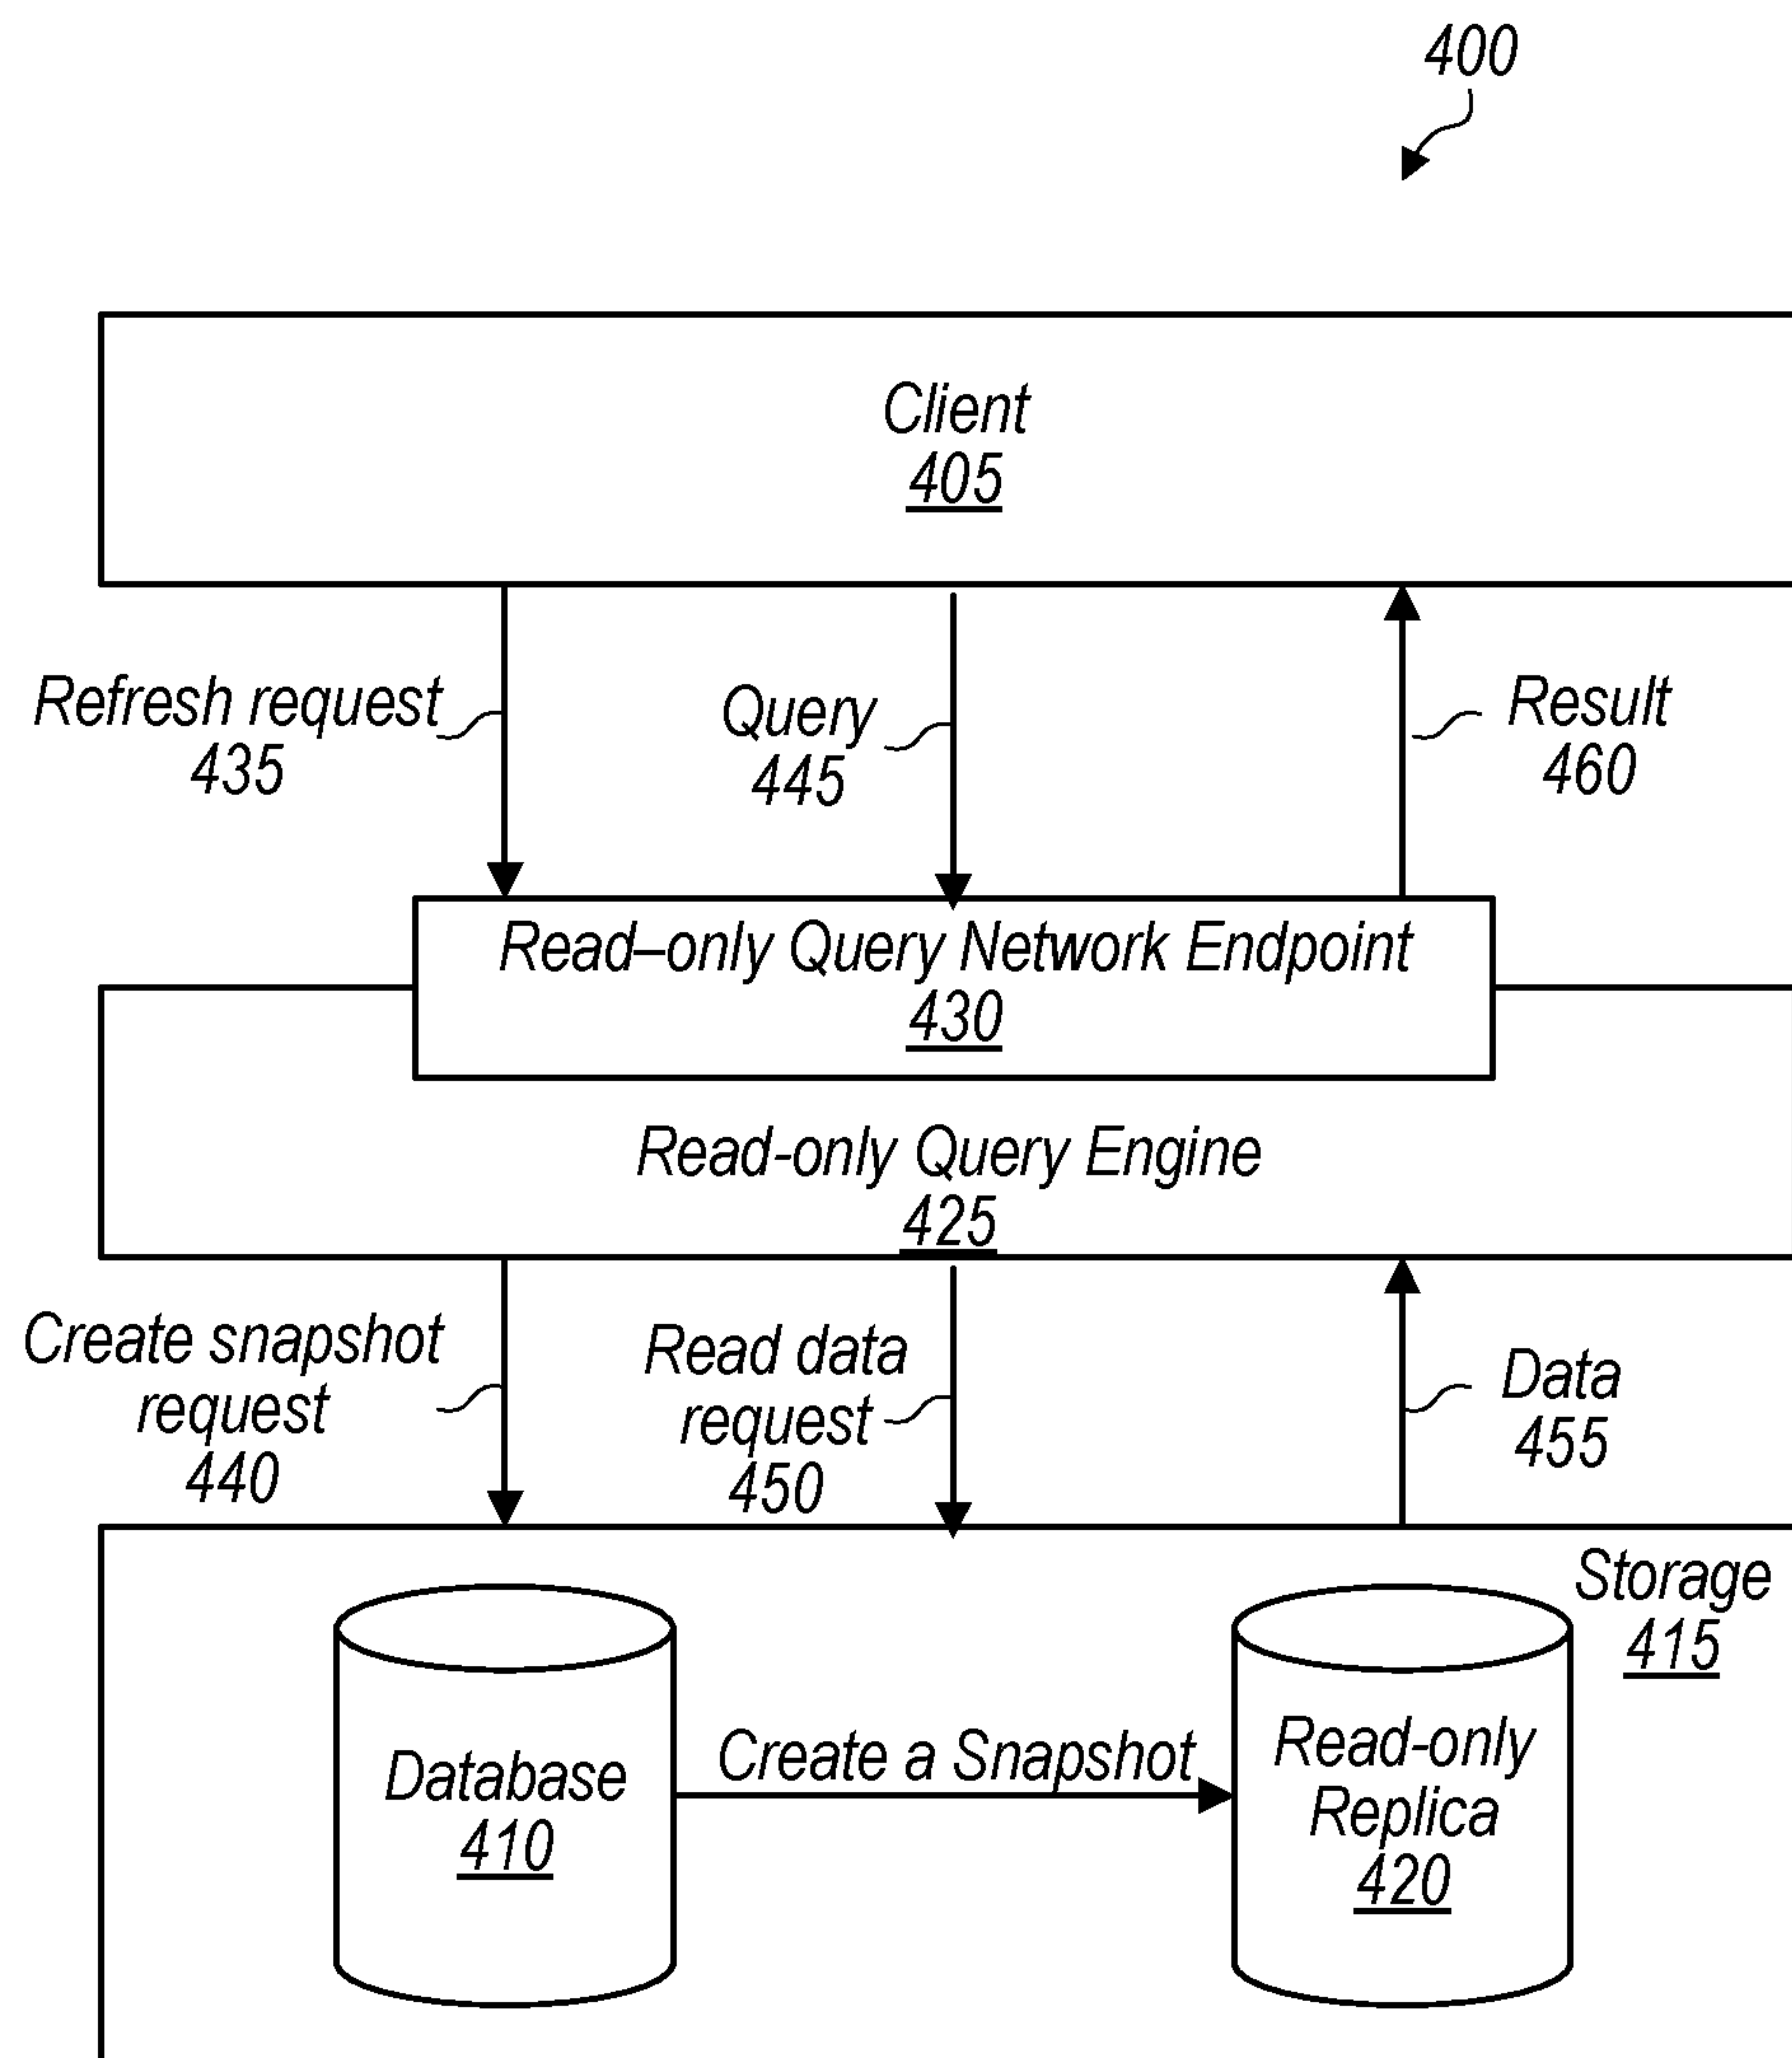 400
Client
405
Refresh request
435
Query
445
Result
460
Read–only Query Network Endpoint
430
Read-only Query Engine
425
Create snapshot
request
440
Read data
request
450
Data
455
Storage
415
Database
410
Create a Snapshot
Read-only
Replica
420